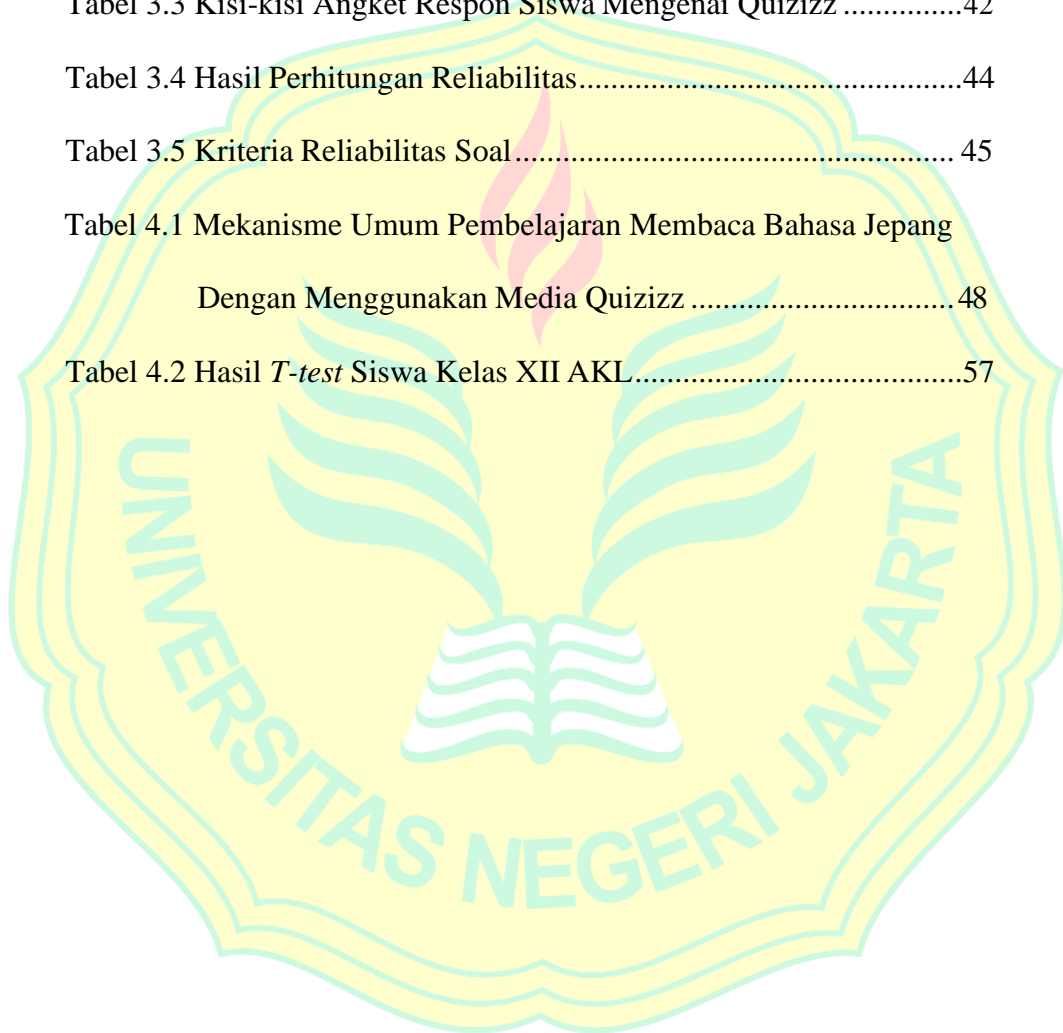 Tabel 3.3 Kisi-kisi Angket Respon Siswa Mengenai Quizizz ...............42
Tabel 3.4 Hasil Perhitungan Reliabilitas................................................44
Tabel 3.5 Kriteria Reliabilitas Soal....................................................... 45
Tabel 4.1 Mekanisme Umum Pembelajaran Membaca Bahasa Jepang
Dengan Menggunakan Media Quizizz .................................48
Tabel 4.2 Hasil T-test Siswa Kelas XII AKL.........................................57
UNIVERSITAS NEGERI JAKARTA